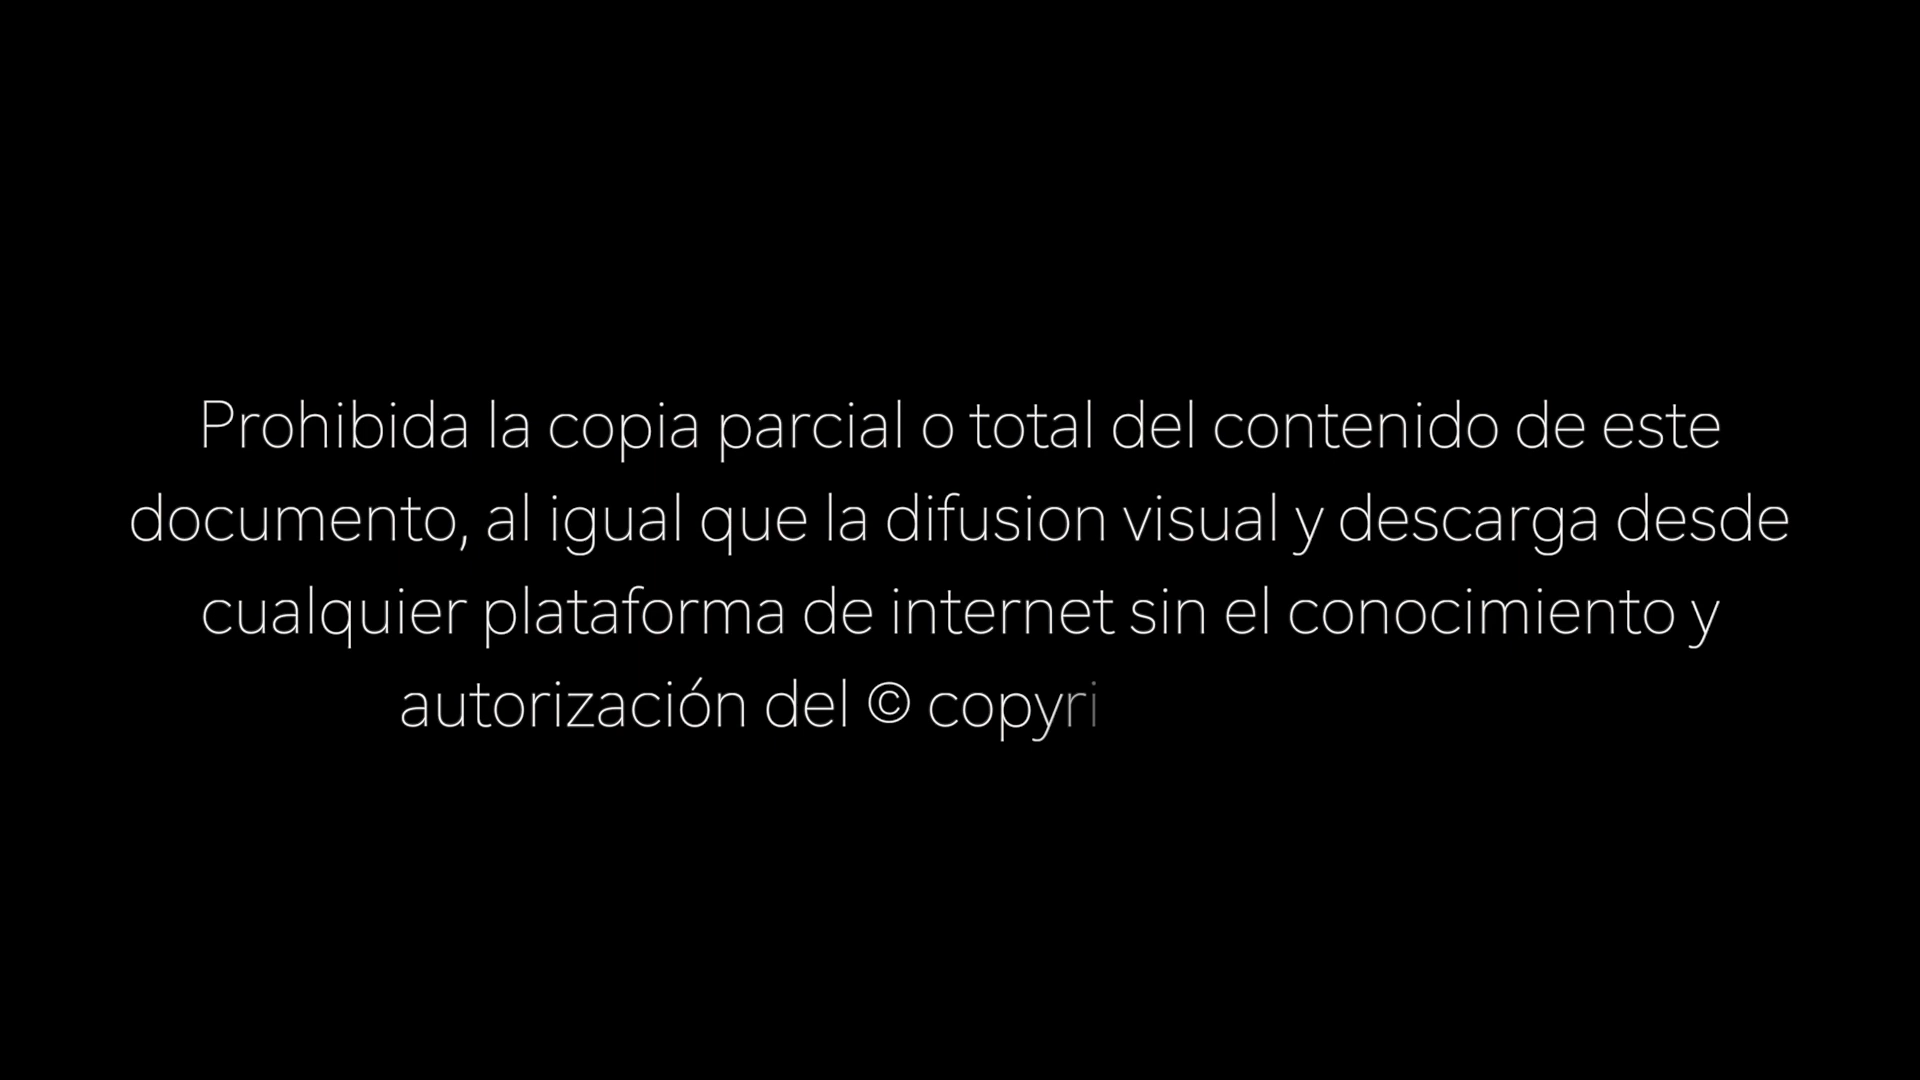 Prohibida la copia parcial o total del contenido de este
documento, al igual que la difusion visual y descarga desde
cualquier plataforma de internet sin el conocimiento y
autorización del © copyri